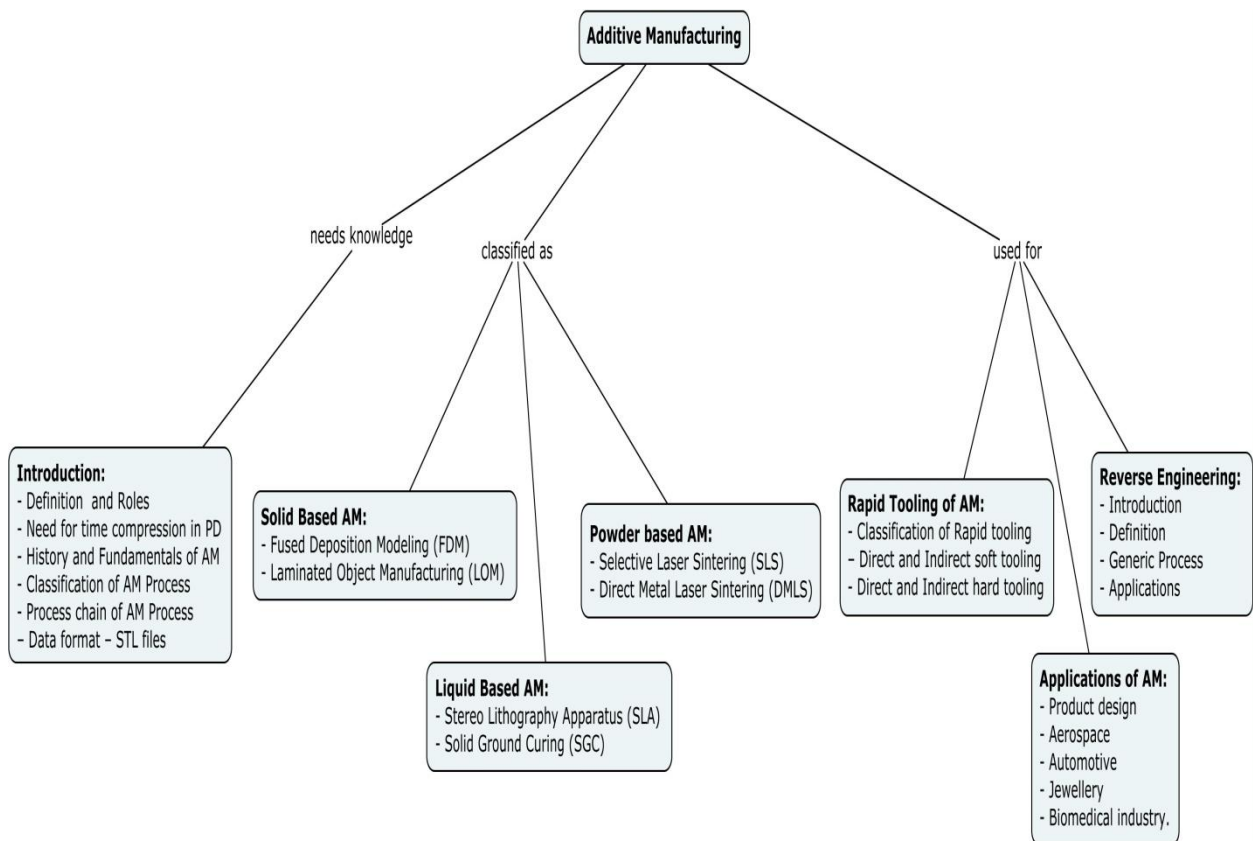 Additive Manufacturing
needs knowledge
classified as
used for
Introduction:
- Definition  and Roles
- Need for time compression in PD
- History and Fundamentals of AM
- Classification of AM Process
- Process chain of AM Process
– Data format – STL files
Solid Based AM:
- Fused Deposition Modeling (FDM)
- Laminated Object Manufacturing (LOM)
Liquid Based AM:
- Stereo Lithography Apparatus (SLA)
- Solid Ground Curing (SGC)
Powder based AM:
- Selective Laser Sintering (SLS)
- Direct Metal Laser Sintering (DMLS)
Rapid Tooling of AM:
- Classification of Rapid tooling
– Direct and Indirect soft tooling
- Direct and Indirect hard tooling
Reverse Engineering:
- Introduction
- Definition
- Generic Process
- Applications
Applications of AM:
- Product design
- Aerospace
- Automotive
- Jewellery
- Biomedical industry.